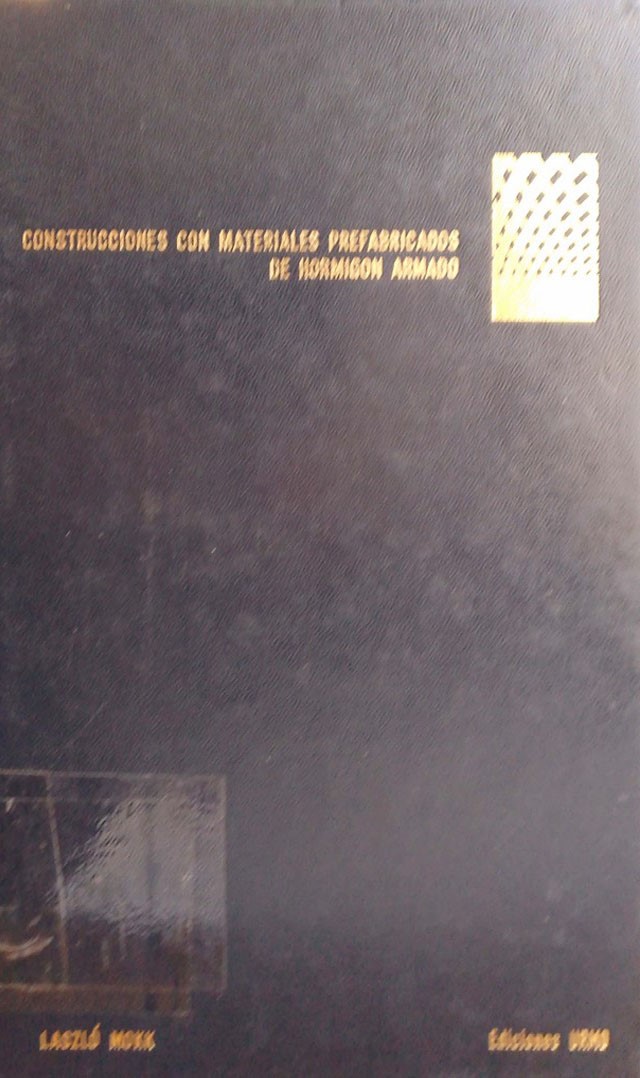 CONSTRUCCIONES CON MATERIALES PREFABRICADOS
DE HORMIGON ARMADO
LASZLÓ MOKK
Ediciones URMO